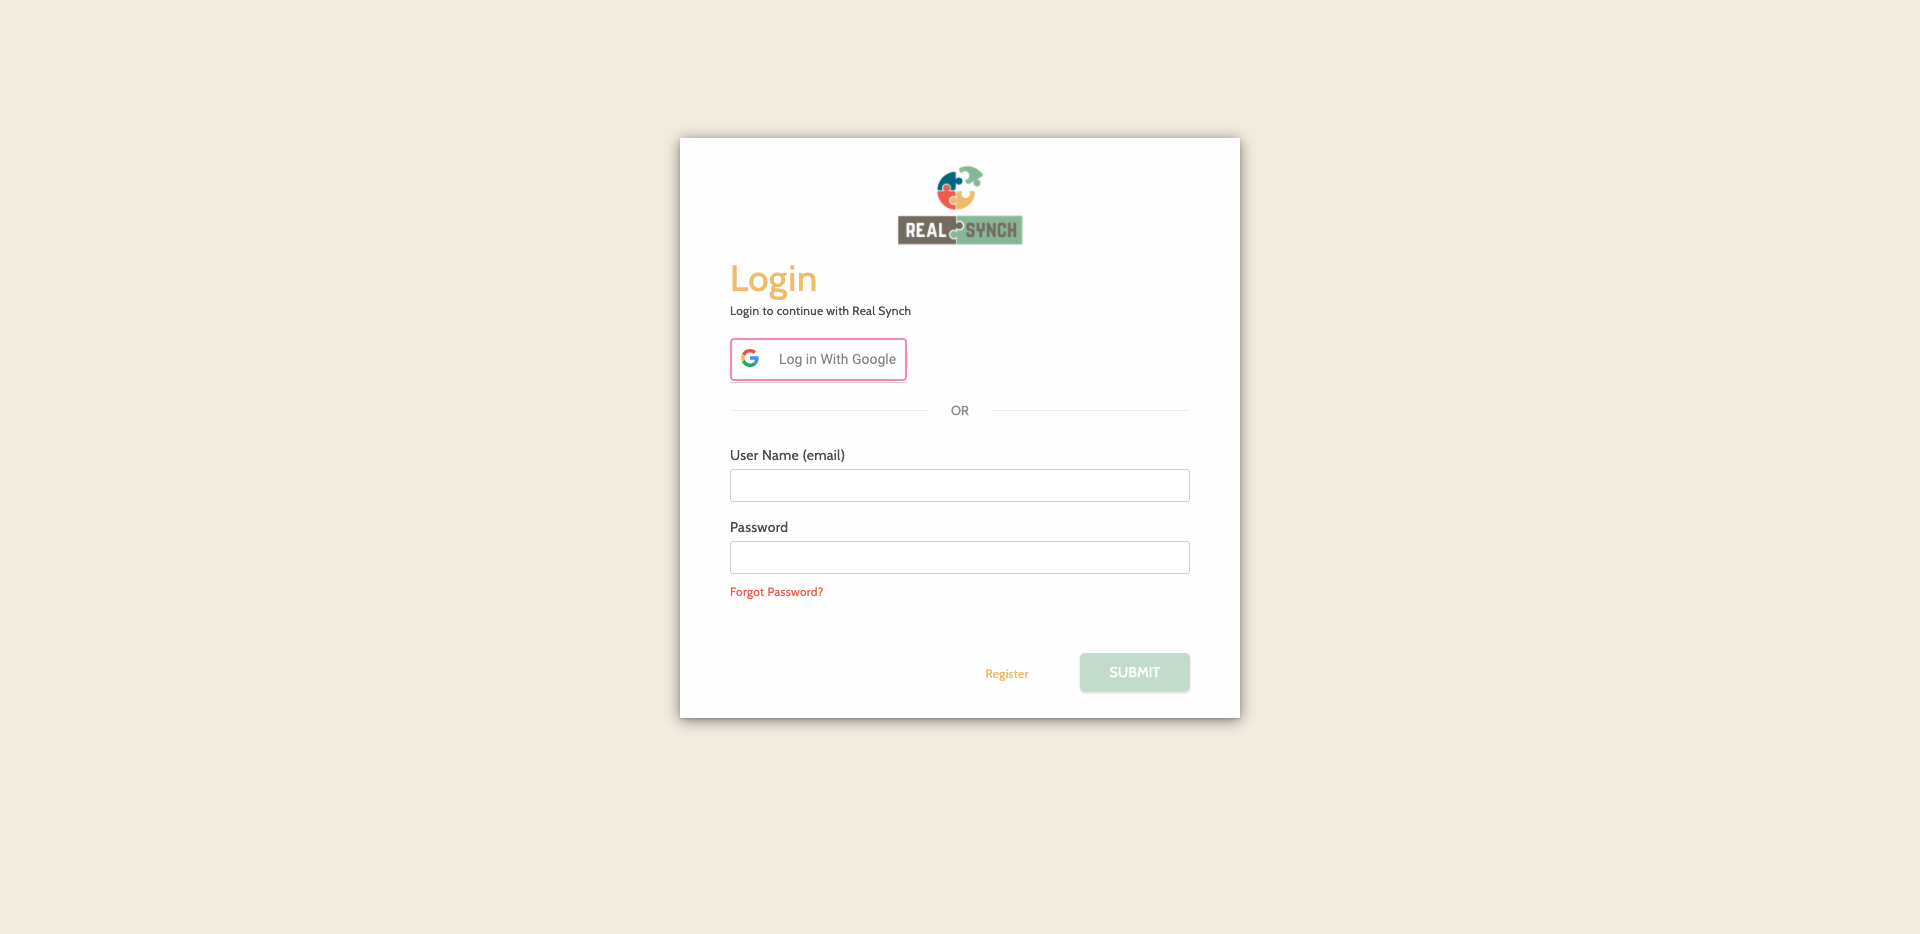 REAL SYNCH
Login
Login to continue with Real Synch
Log in With Google
OR
User Name (email)
Password
Forgot Password?
Register
SUBMIT